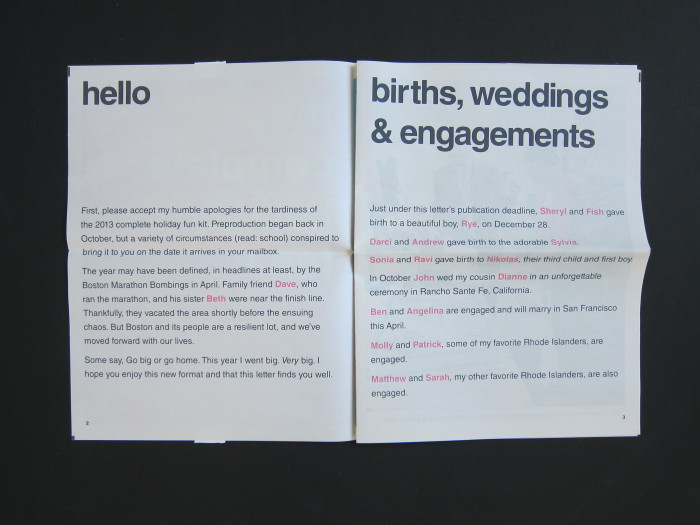 hello
First, please accept my humble apologies for the tardiness of
the 2013 complete holiday fun kit. Preproduction began back in
October, but a variety of circumstances (read: school) conspired to
bring it to you on the date it arrives in your mailbox.
The year may have been defined, in headlines at least, by the
Boston Marathon Bombings in April. Family friend Dave, who
ran the marathon, and his sister Beth were near the finish line.
Thankfully, they vacated the area shortly before the ensuing
chaos. But Boston and its people are a resilient lot, and we've
moved forward with our lives.
Some say, Go big or go home. This year I went big. Very big. I
hope you enjoy this new format and that this letter finds you well.
2
births, weddings
& engagements
Just under this letter's publication deadline, Sheryl and Fish gave
birth to a beautiful boy, Rye, on December 28.
Darci and Andrew gave birth to the adorable Sylvia.
Sonia and Ravi gave birth to Nikolas, their third child and first boy.
In October John wed my cousin Dianne in an unforgettable
ceremony in Rancho Sante Fe, California.
Ben and Angelina are engaged and will marry in San Francisco
this April.
Molly and Patrick, some of my favorite Rhode Islanders, are
engaged.
Matthew and Sarah, my other favorite Rhode Islanders, are also
engaged.
3